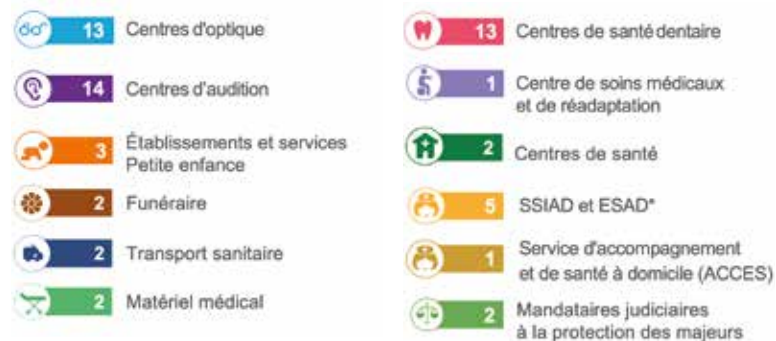 13 Centres d'optique
14 Centres d'audition
3 Établissements et services
Petite enfance
2 Funéraire
2 Transport sanitaire
2 Matériel médical
13 Centres de santé dentaire
1 Centre de soins médicaux
et de réadaptation
2 Centres de santé
5 SSIAD et ESAD*
1 Service d'accompagnement
et de santé à domicile (ACCES)
2 Mandataires judiciaires
à la protection des majeurs